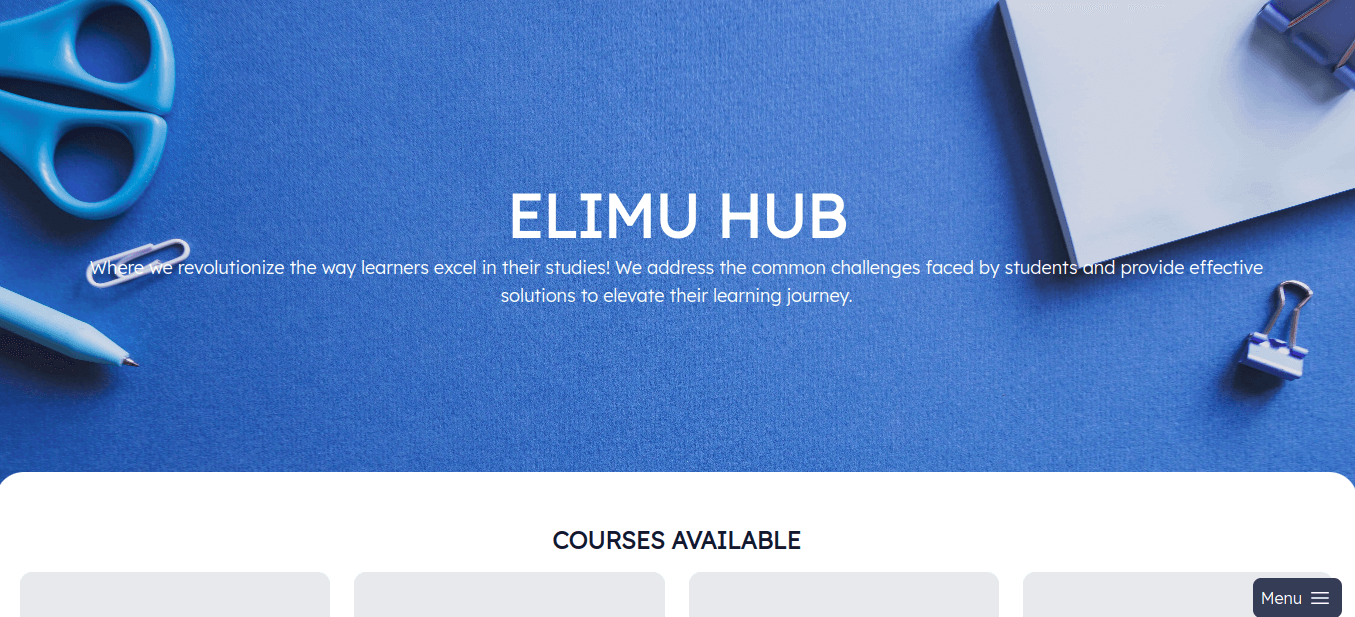 ELIMU HUB
Where we revolutionize the way learners excel in their studies! We address the common challenges faced by students and provide effective
solutions to elevate their learning journey.
COURSES AVAILABLE
Menu